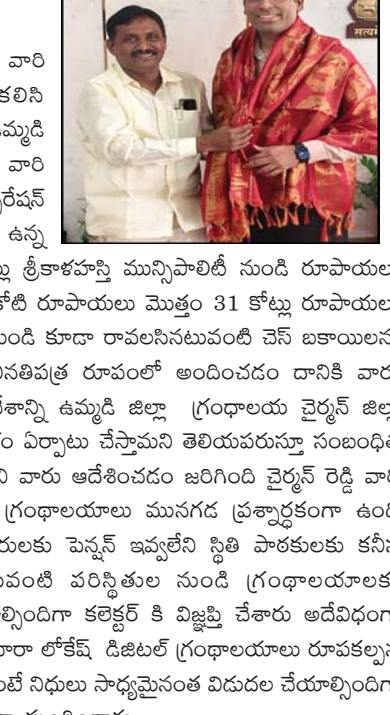 వారి
కలిసి
మ్మడి
వారి
రేషన్
ఉన్న
శ్రీకాళహస్తి మున్సిపాలిటీ నుండి రూపాయల
కోటి రూపాయలు మొత్తం 31 కోట్లు రూపాయల
నుండి కూడా రావలసినటువంటి చెస్ బకాయిలన
వినతిపత్ర రూపంలో అందించడం దానికి వారు
దేశాన్ని ఉమ్మడి జిల్లా గ్రంధాలయ చైర్మన్ జిల్ల
ఏర్పాటు చేస్తామని తెలియపరుస్తూ సంబంధిత
వారు ఆదేశించడం జరిగింది చైర్మన్ రెడ్డి వారి
గ్రంథాలయాలు మునగడ ప్రశ్నార్ధకంగా ఉంది
రులకు పెన్షన్ ఇవ్వలేని స్థితి పాఠకులకు కనీస
వంటి పరిస్థితుల నుండి గ్రంథాలయాలకు
ల్సిందిగా కలెక్టర్ కి విజ్ఞప్తి చేశారు అదేవిధంగా
నారా లోకేష్ డిజిటల్ గ్రంథాలయాలు రూపకల్పన
నిధులు సాధ్యమైనంత విడుదల చేయాల్సిందిగ